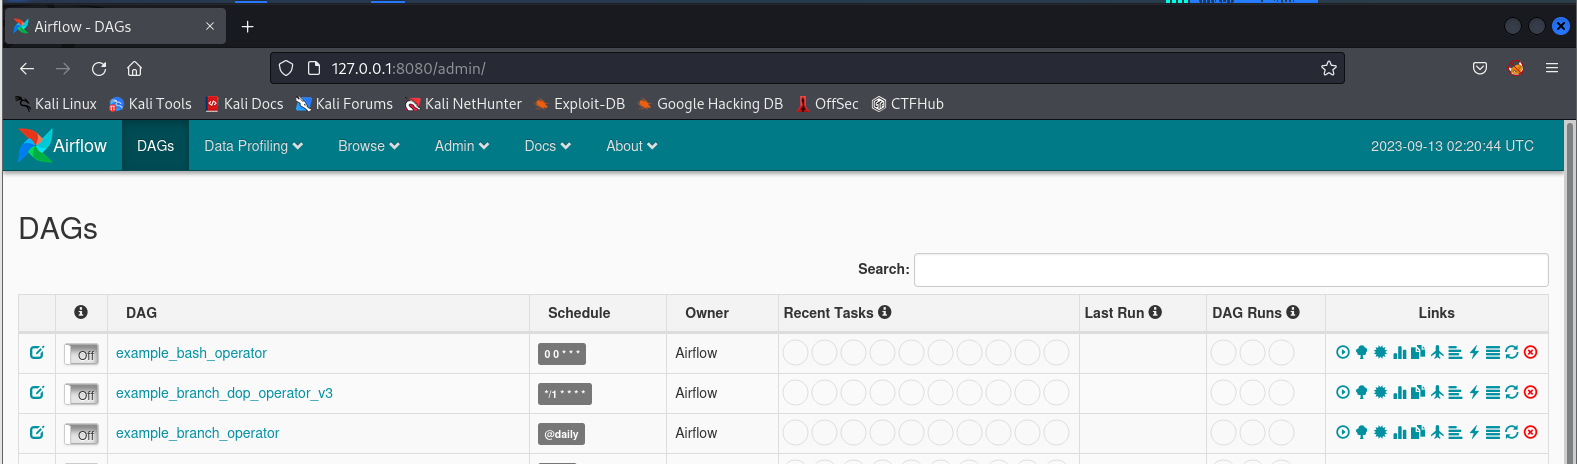 Airflow - DAGs
127.0.0.1:8080/admin/
Kali Linux Kali Tools Kali Docs Kali Forums Kali NetHunter Exploit-DB Google Hacking DB OffSec CTFHub
Airflow DAGs Data Profiling Browse Admin Docs About 2023-09-13 02:20:44 UTC
DAGs
Search:
DAG Schedule Owner Recent Tasks Last Run DAG Runs Links
Off example_bash_operator 0 0 * * * Airflow
Off example_branch_dop_operator_v3 */1 * * * * Airflow
Off example_branch_operator @daily Airflow